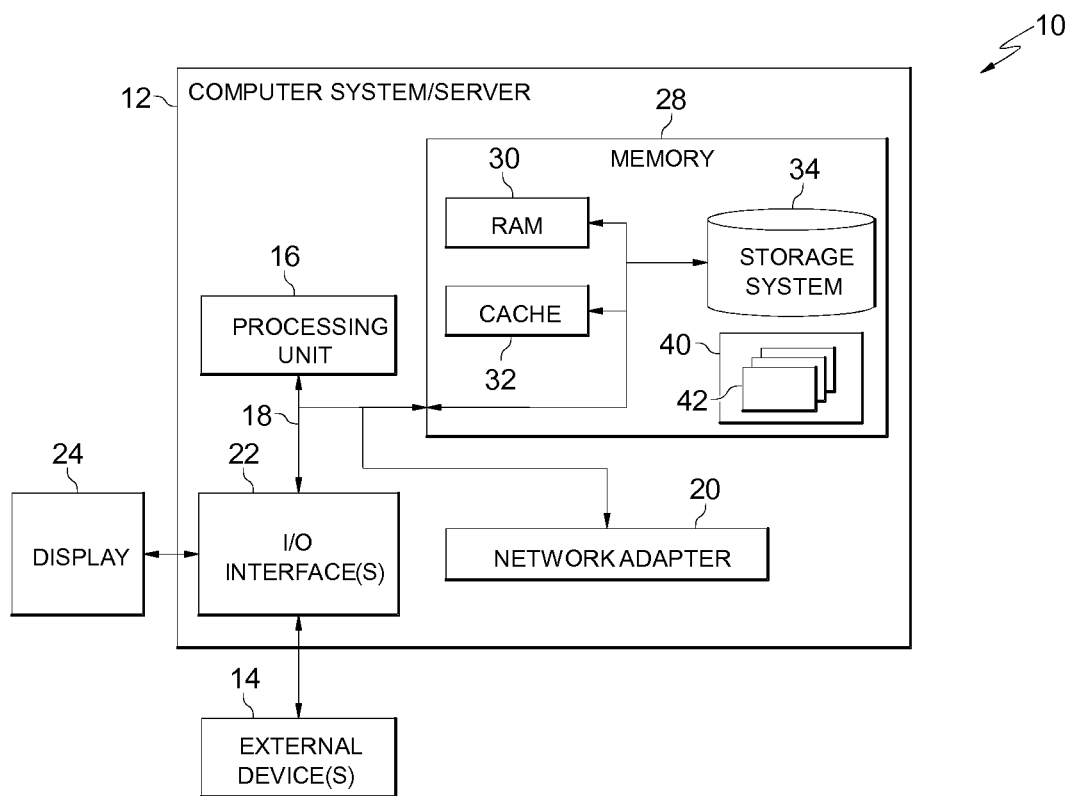 10
12
COMPUTER SYSTEM/SERVER
28
MEMORY
30
RAM
34
STORAGE
SYSTEM
16
PROCESSING
UNIT
CACHE
32
40
42
18
24
22
20
DISPLAY
I/O
INTERFACE(S)
NETWORK ADAPTER
14
EXTERNAL
DEVICE(S)